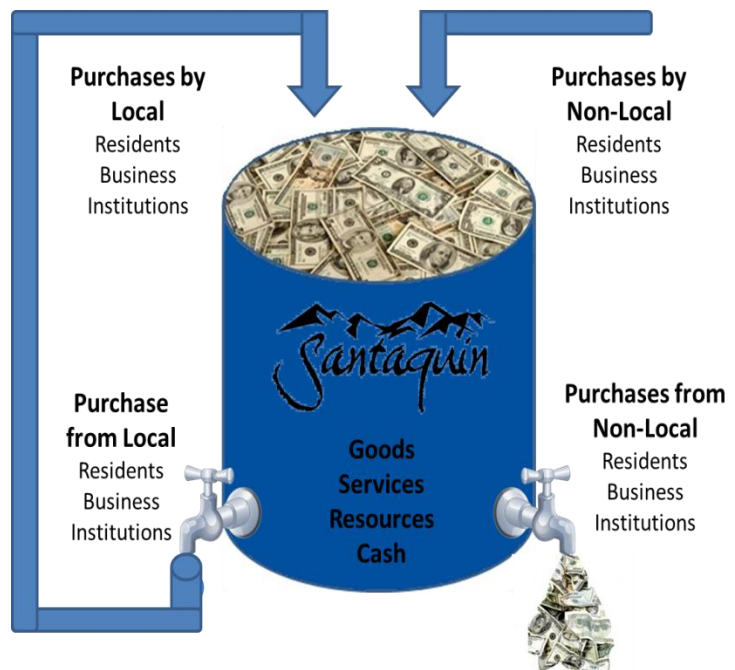 Purchases by
Local
Residents
Business
Institutions
Purchases by
Non-Local
Residents
Business
Institutions
Santaquin
Goods
Services
Resources
Cash
Purchase
from Local
Residents
Business
Institutions
Purchases from
Non-Local
Residents
Business
Institutions